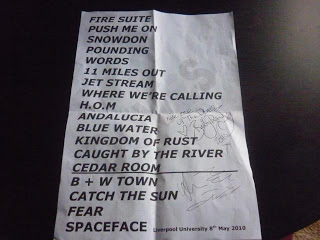 FIRE SUITE
PUSH ME ON
SNOWDON
POUNDING
WORDS
11 MILES OUT
JET STREAM
WHERE WE'RE CALLING
H.O.M
ANDALUCIA
BLUE WATER
KINGDOM OF RUST
CAUGHT BY THE RIVER
CEDAR ROOM
B + W TOWN
CATCH THE SUN
FEAR
SPACEFACE Liverpool University 8th May 2010